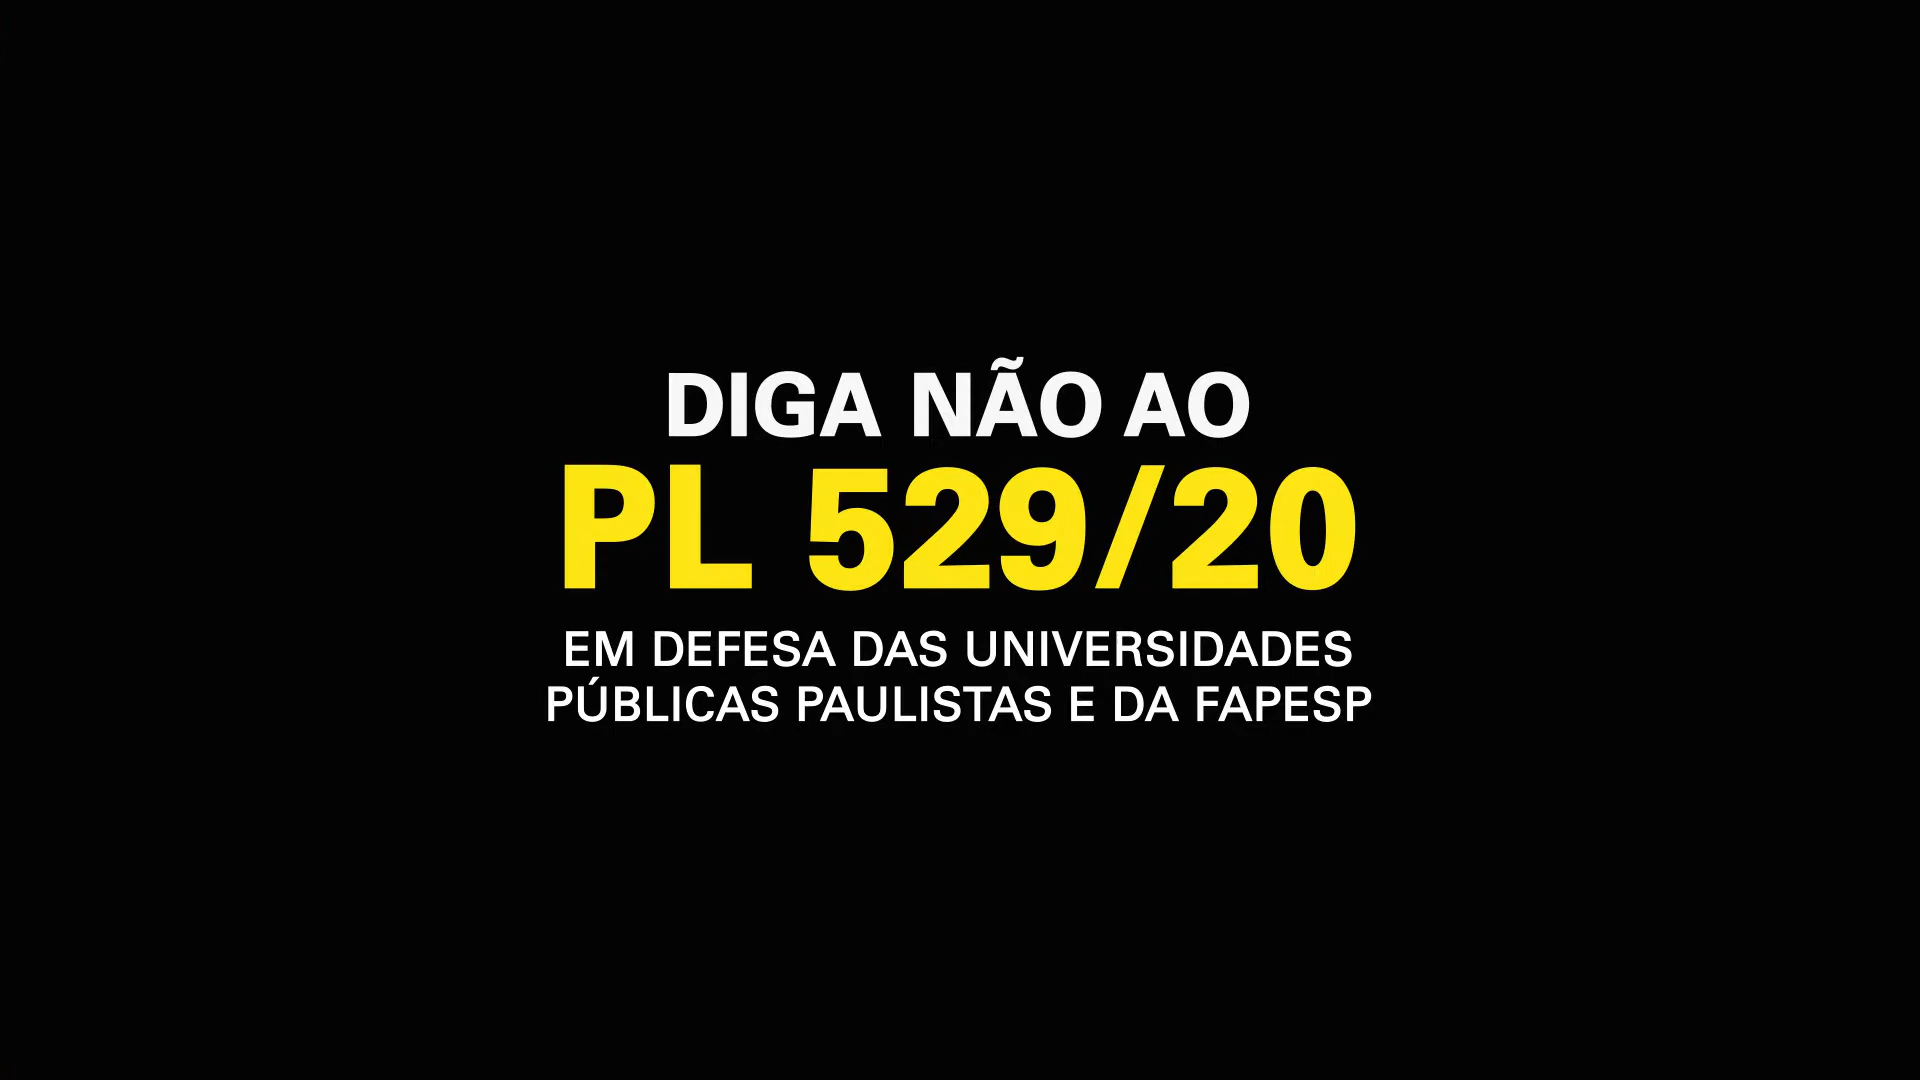 DIGA NÃO AO
PL 529/20
EM DEFESA DAS UNIVERSIDADES
PÚBLICAS PAULISTAS E DA FAPESP